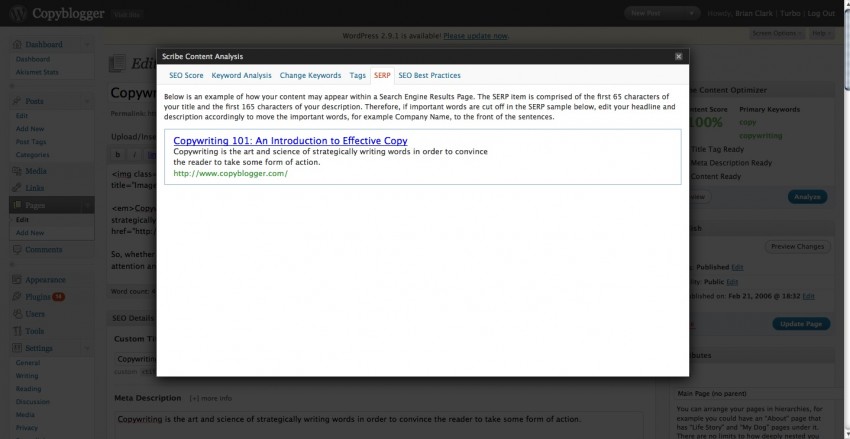 Copyblogger Visit Site
New Post Howdy, Brian Clark | Turbo | Log Out
WordPress 2.9.1 is available! Please update now.
Screen Options Help
Dashboard
Dashboard
Akismet Stats
Posts
Edit
Add New
Post Tags
Categories
Media
Links
Pages
Edit
Add New
Comments
Appearance
Plugins
Users
Tools
Settings
General
Writing
Reading
Discussion
Media
Privacy
Edit
Copyw
Upload/Inse
b i
<img clas
title="Image
<em>Copy
strategically
href="http:
So, whether
attention an
Word count:
SEO Details
Custom Ti
Copywritin
Meta Description [+] more info
Copywriting is the art and science of strategically writing words in order to convince the reader to take some form of action.
Scribe Content Analysis
SEO Score Keyword Analysis Change Keywords Tags SERP SEO Best Practices
Below is an example of how your content may appear within a Search Engine Results Page. The SERP item is comprised of the first 65 characters of
your title and the first 165 characters of your description. Therefore, if important words are cut off in the SERP sample below, edit your headline and
description accordingly to move the important words, for example Company Name, to the front of the sentences.
Copywriting 101: An Introduction to Effective Copy
Copywriting is the art and science of strategically writing words in order to convince
the reader to take some form of action.
http://www.copyblogger.com/
e Content Optimizer
ntent Score Primary Keywords
100% copy
copywriting
Title Tag Ready
Meta Description Ready
Content Ready
Analyze
Preview Changes
Published Edit
Public Edit
Feb 21, 2006 @ 18:32 Edit
Update Page
Main Page (no parent)
You can arrange your pages in hierarchies, for
example you could have an "About" page that
has "Life Story" and "My Dog" pages under it.
There are no limits to how deeply nested you